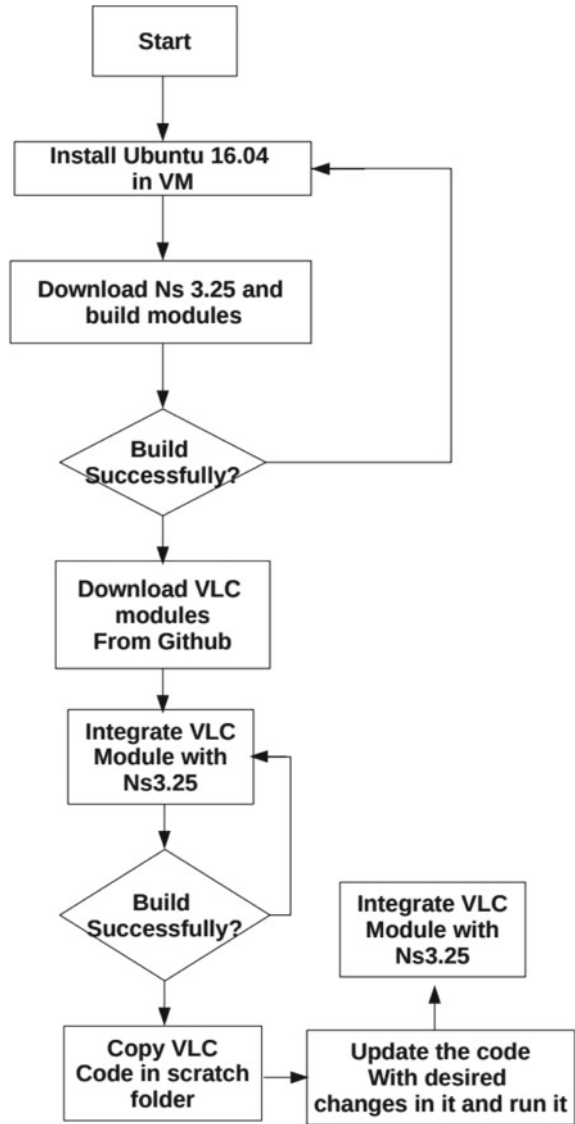 Start
Install Ubuntu 16.04
in VM
Download Ns 3.25 and
build modules
Build
Successfully?
Download VLC
modules
From Github
Integrate VLC
Module with
Ns3.25
Build
Successfully?
Copy VLC
Code in scratch
folder
Update the code
With desired
changes in it and run it
Integrate VLC
Module with
Ns3.25